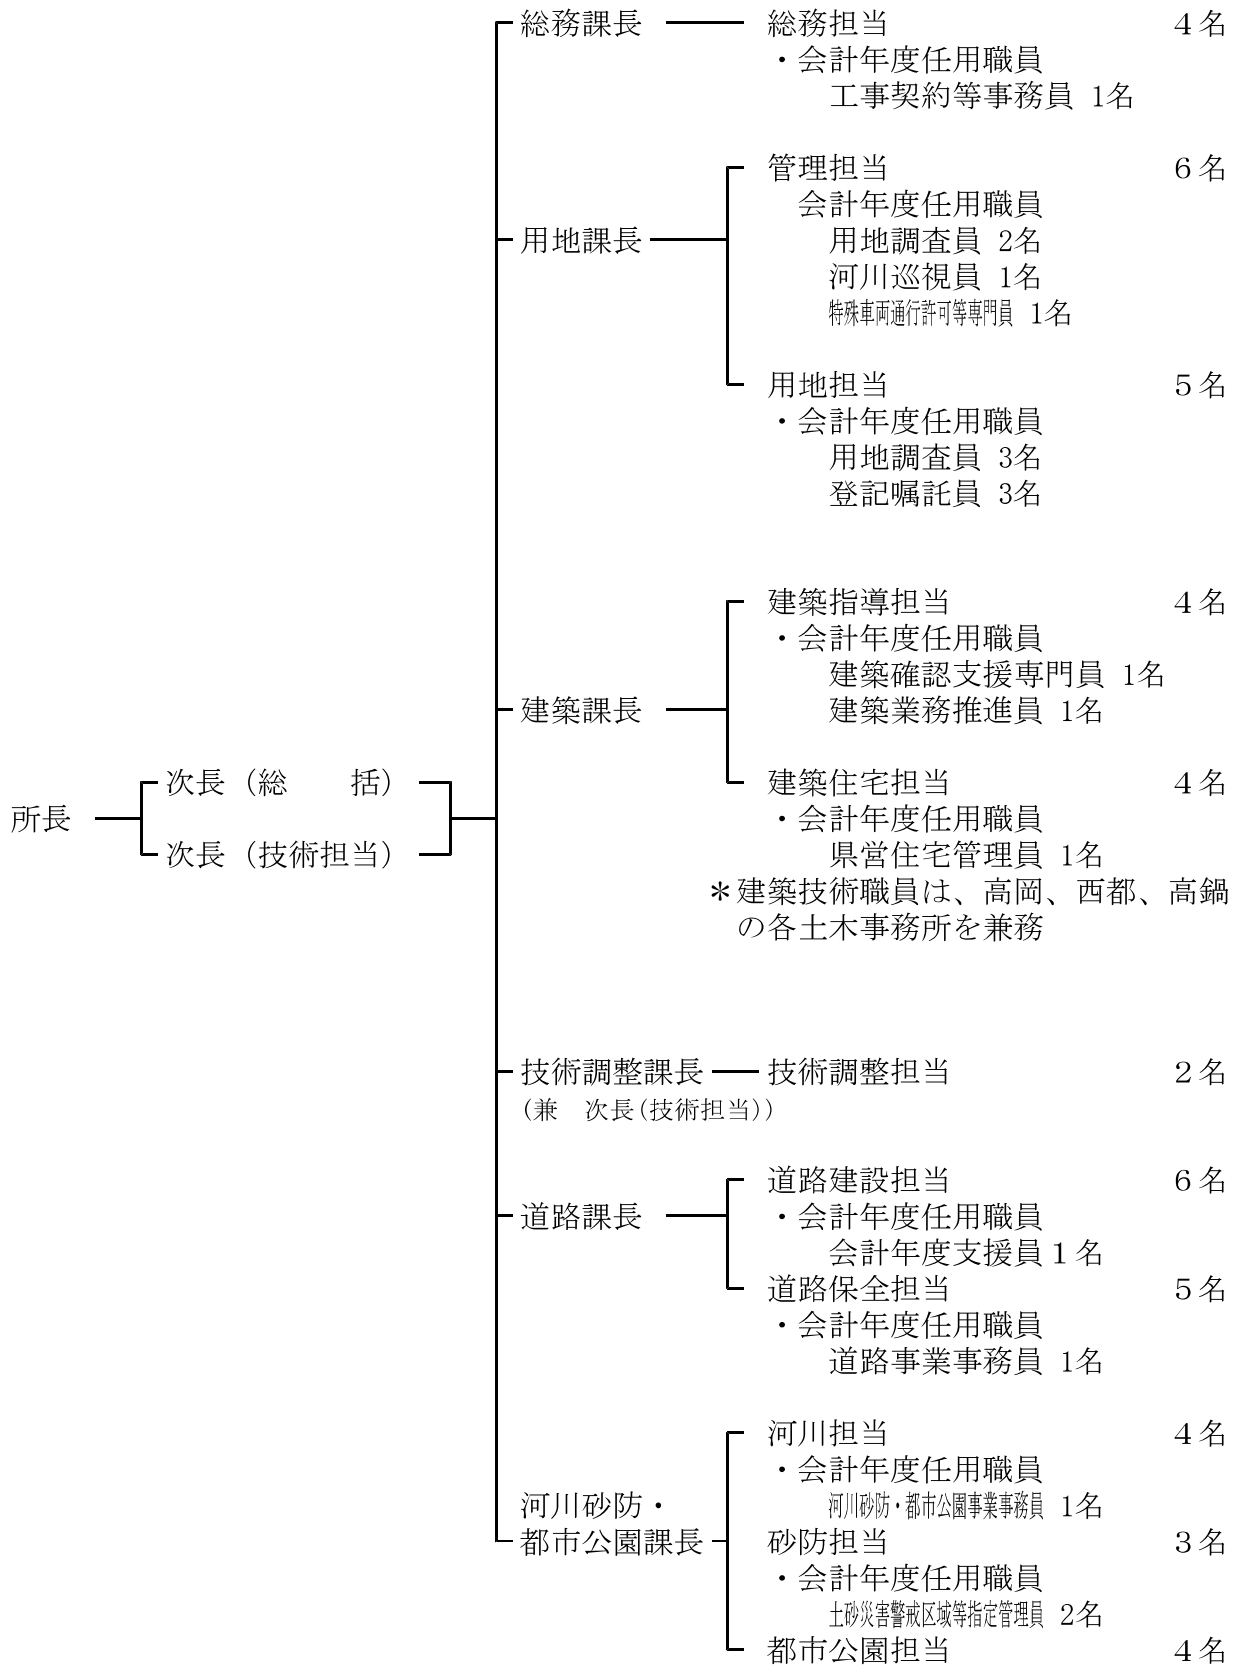 総務課長 総務担当 4名
・会計年度任用職員
工事契約等事務員 1名
管理担当 6名
会計年度任用職員
用地課長 用地調査員 2名
河川巡視員 1名
特殊車両通行許可等専門員 1名
用地担当 5名
・会計年度任用職員
用地調査員 3名
登記嘱託員 3名
建築指導担当 4名
・会計年度任用職員
建築確認支援専門員 1名
建築課長 建築業務推進員 1名
次長（総　括） 建築住宅担当 4名
所長 ・会計年度任用職員
次長（技術担当） 県営住宅管理員 1名
＊建築技術職員は、高岡、西都、高鍋
の各土木事務所を兼務
技術調整課長 技術調整担当 2名
(兼　次長(技術担当))
道路建設担当 6名
道路課長 ・会計年度任用職員
会計年度支援員１名
道路保全担当 5名
・会計年度任用職員
道路事業事務員 1名
河川担当 4名
・会計年度任用職員
河川砂防・ 河川砂防・都市公園事業事務員 1名
都市公園課長 砂防担当 3名
・会計年度任用職員
土砂災害警戒区域等指定管理員 2名
都市公園担当 4名